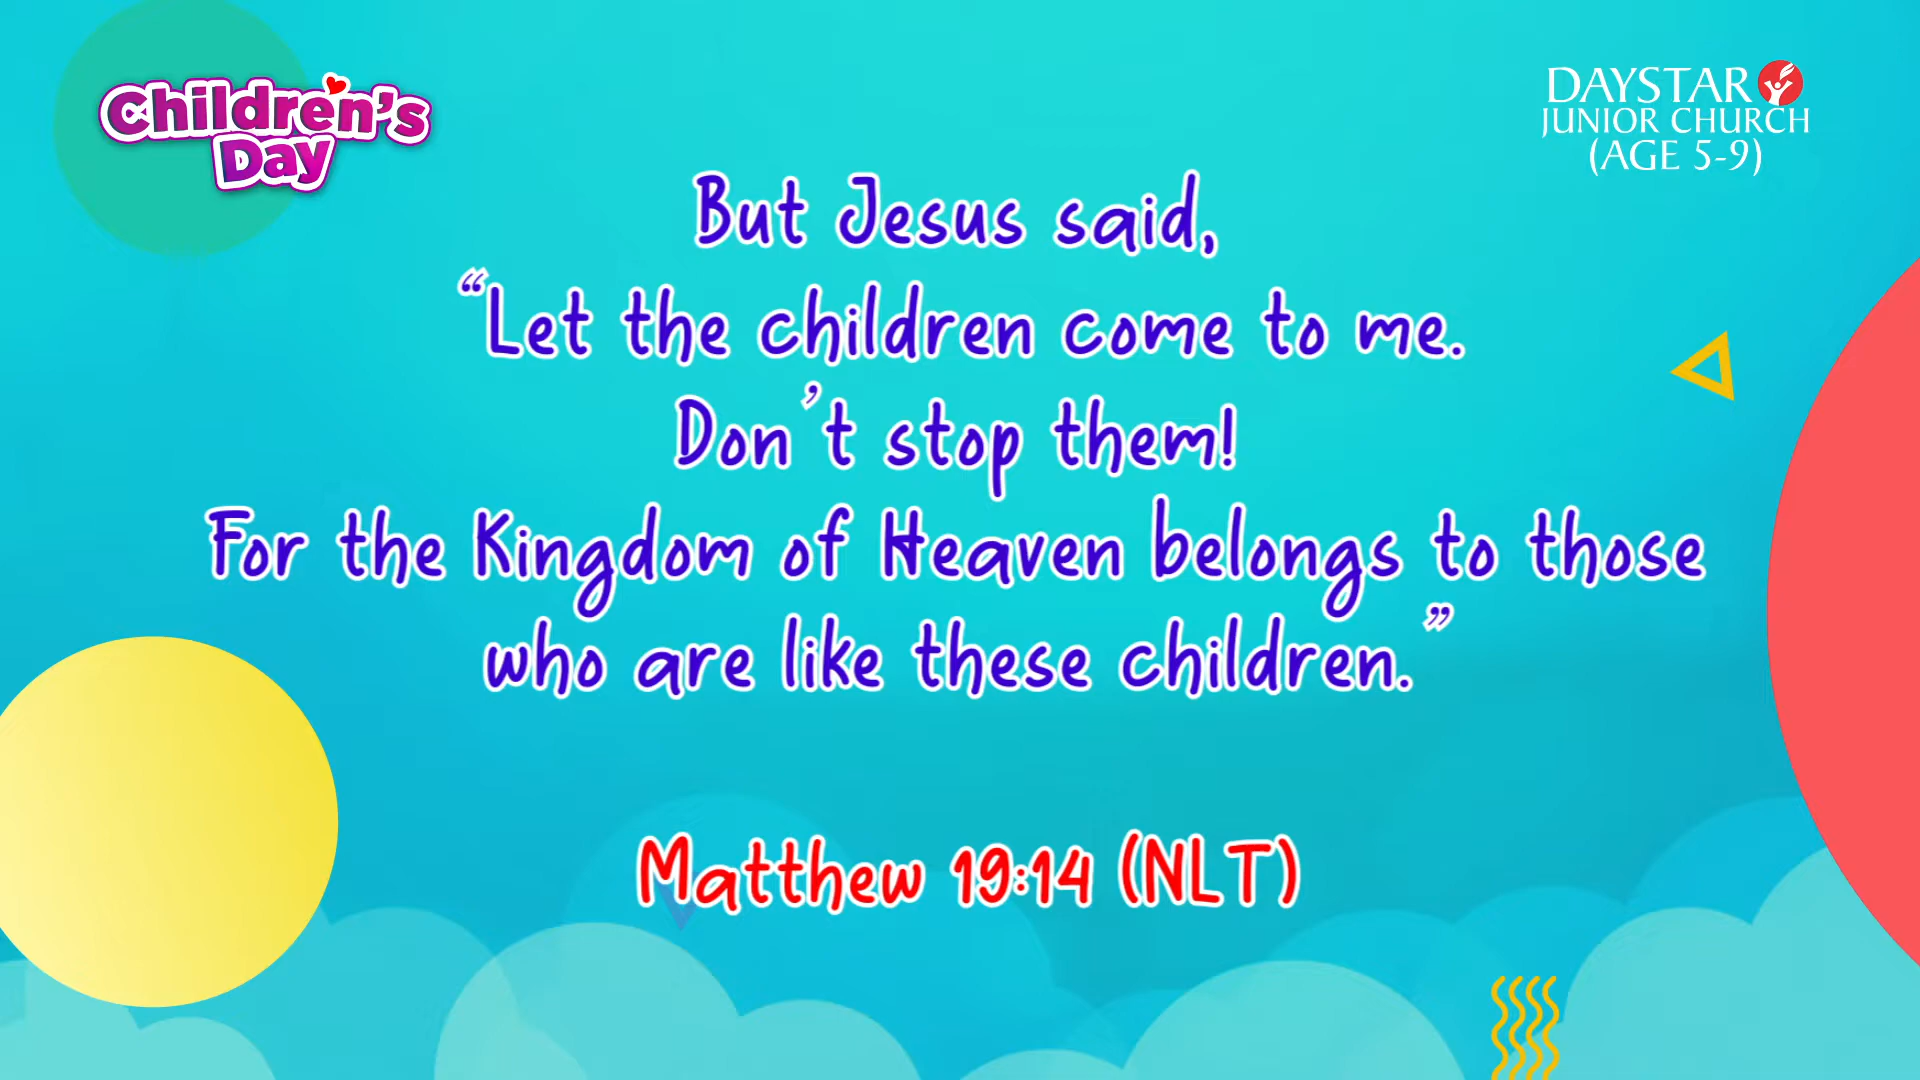 Children's
Day
DAYSTAR
JUNIOR CHURCH
(AGE 5-9)
But Jesus said,
“Let the children come to me.
Don’t stop them!
For the Kingdom of Heaven belongs to those
who are like these children.”
Matthew 19:14 (NLT)